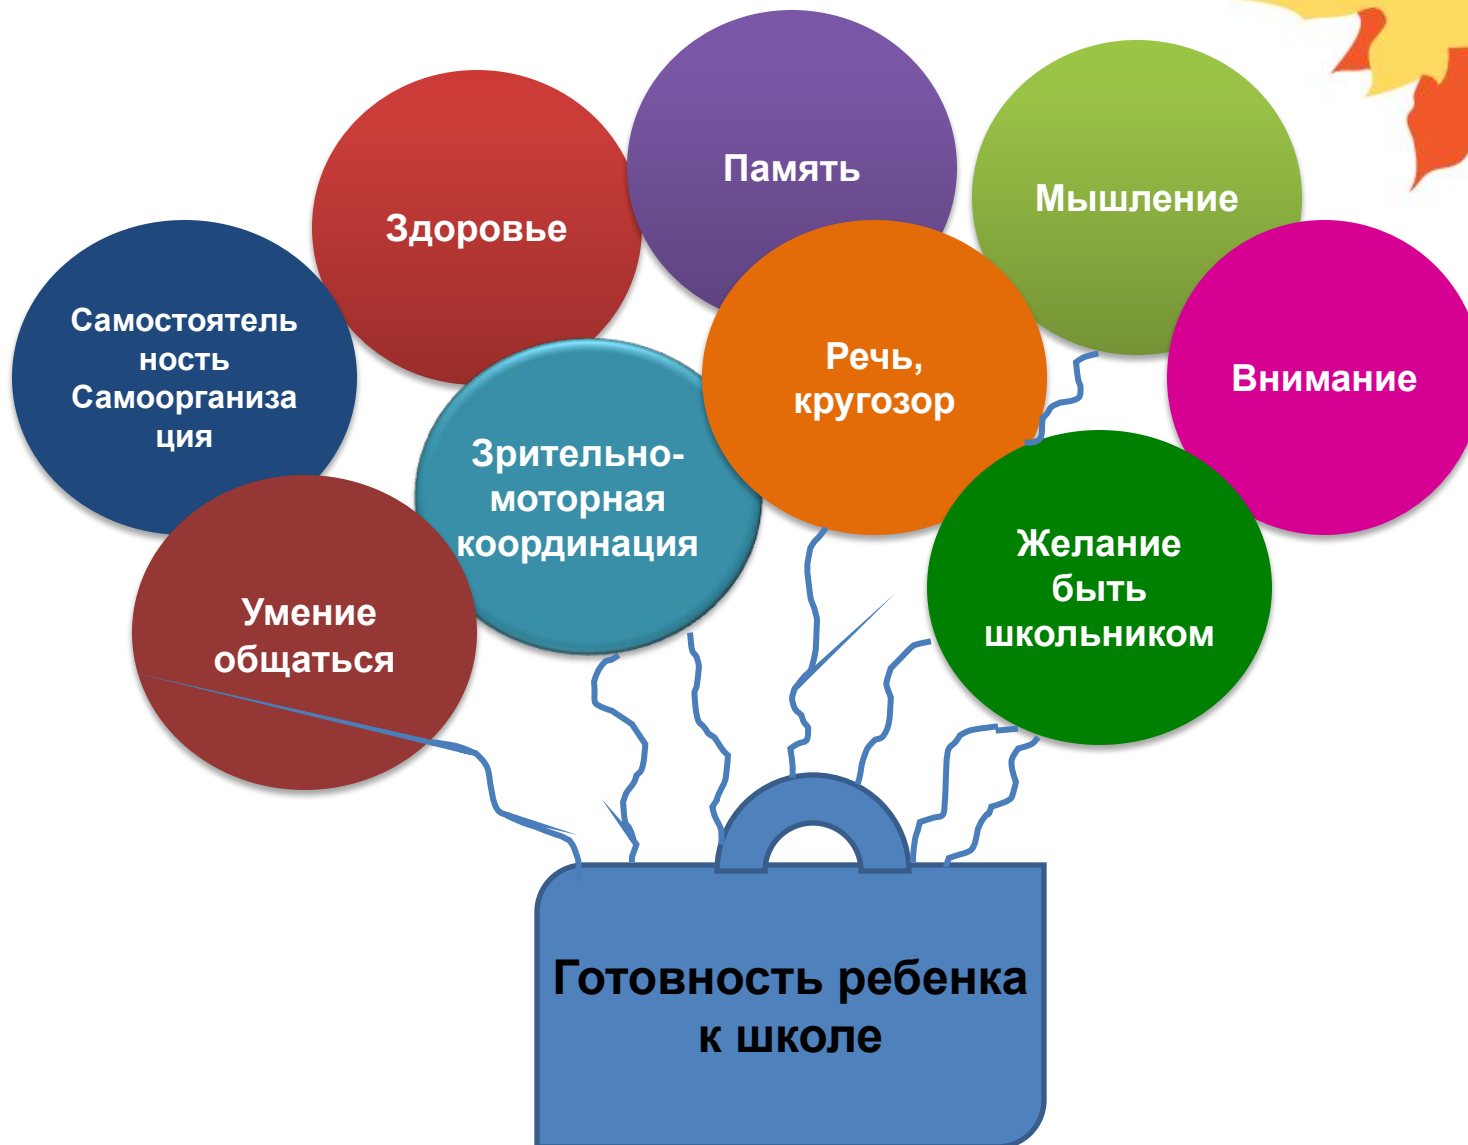 Память
Мышление
Здоровье
Самостоятель
ность
Самоорганиза
ция
Речь,
кругозор
Внимание
Зрительно-
моторная
координация
Желание
быть
школьником
Умение
общаться
Готовность ребенка
к школе